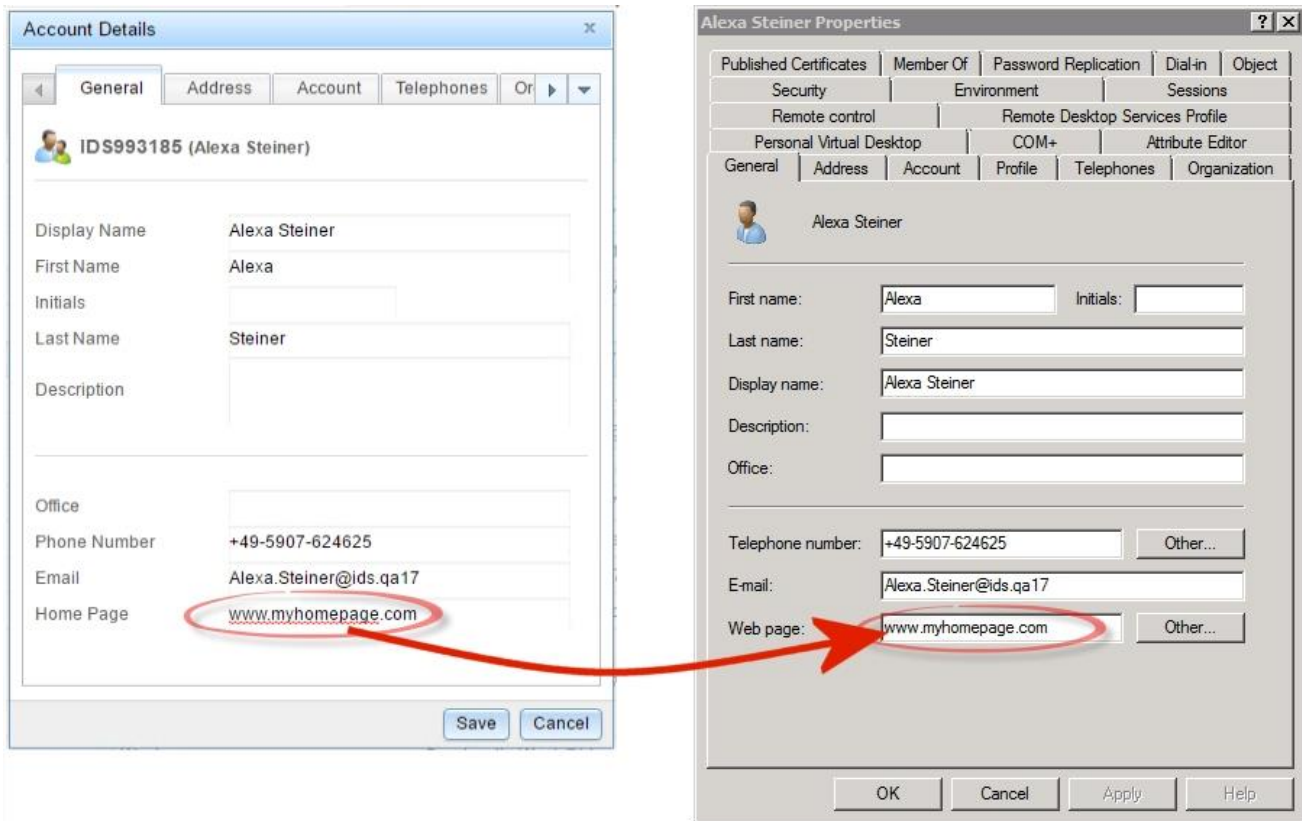 Account Details
General Address Account Telephones Or
IDS993185 (Alexa Steiner)
Display Name Alexa Steiner
First Name Alexa
Initials
Last Name Steiner
Description
Office
Phone Number +49-5907-624625
Email Alexa.Steiner@ids.qa17
Home Page www.myhomepage.com
Save Cancel
Alexa Steiner Properties
Published Certificates Member Of Password Replication Dial-in Object
Security Environment Sessions
Remote control Remote Desktop Services Profile
Personal Virtual Desktop COM+ Attribute Editor
General Address Account Profile Telephones Organization
Alexa Steiner
First name: Alexa Initials:
Last name: Steiner
Display name: Alexa Steiner
Description:
Office:
Telephone number: +49-5907-624625 Other...
E-mail: Alexa.Steiner@ids.qa17
Web page: www.myhomepage.com Other...
OK Cancel Apply Help